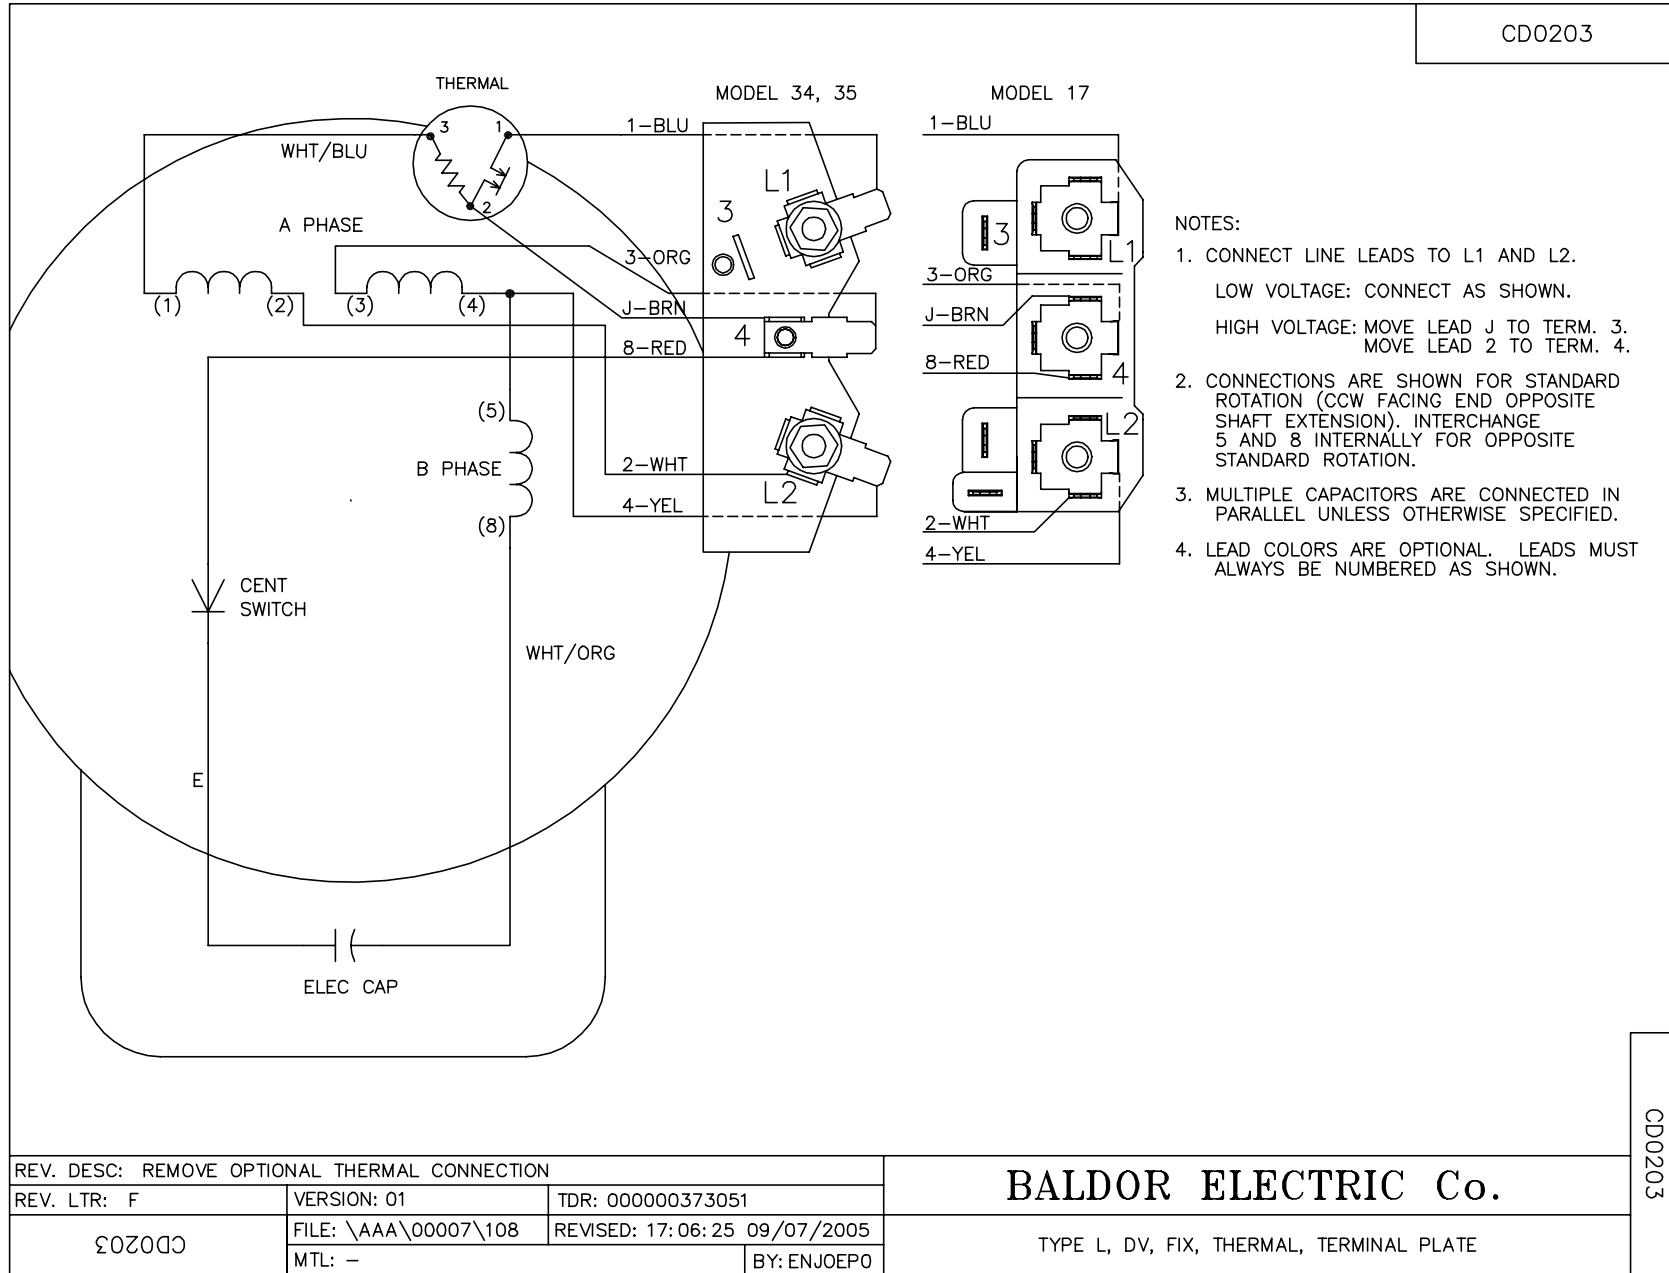 CD0203
THERMAL
MODEL 34, 35
MODEL 17
3
1
2
1-BLU
1-BLU
WHT/BLU
A PHASE
L1
3
3
L1
3-ORG
3-ORG
(1)
(2)
(3)
(4)
J-BRN
J-BRN
4
8-RED
8-RED
4
(5)
B PHASE
(8)
2-WHT
L2
L2
4-YEL
2-WHT
4-YEL
CENT
SWITCH
WHT/ORG
E
ELEC CAP
NOTES:
1. CONNECT LINE LEADS TO L1 AND L2.
LOW VOLTAGE: CONNECT AS SHOWN.
HIGH VOLTAGE: MOVE LEAD J TO TERM. 3.
MOVE LEAD 2 TO TERM. 4.
2. CONNECTIONS ARE SHOWN FOR STANDARD
ROTATION (CCW FACING END OPPOSITE
SHAFT EXTENSION). INTERCHANGE
5 AND 8 INTERNALLY FOR OPPOSITE
STANDARD ROTATION.
3. MULTIPLE CAPACITORS ARE CONNECTED IN
PARALLEL UNLESS OTHERWISE SPECIFIED.
4. LEAD COLORS ARE OPTIONAL. LEADS MUST
ALWAYS BE NUMBERED AS SHOWN.
CD0203
REV. DESC: REMOVE OPTIONAL THERMAL CONNECTION
REV. LTR: F
VERSION: 01
TDR: 000000373051
CD0203
FILE: \AAA\00007\108
REVISED: 17:06:25 09/07/2005
MTL: -
BY: ENJOEPO
BALDOR ELECTRIC Co.
TYPE L, DV, FIX, THERMAL, TERMINAL PLATE